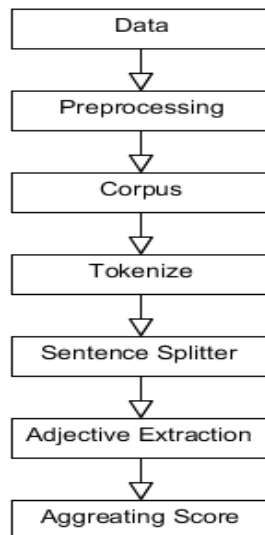 Data
Preprocessing
Corpus
Tokenize
Sentence Splitter
Adjective Extraction
Aggreating Score